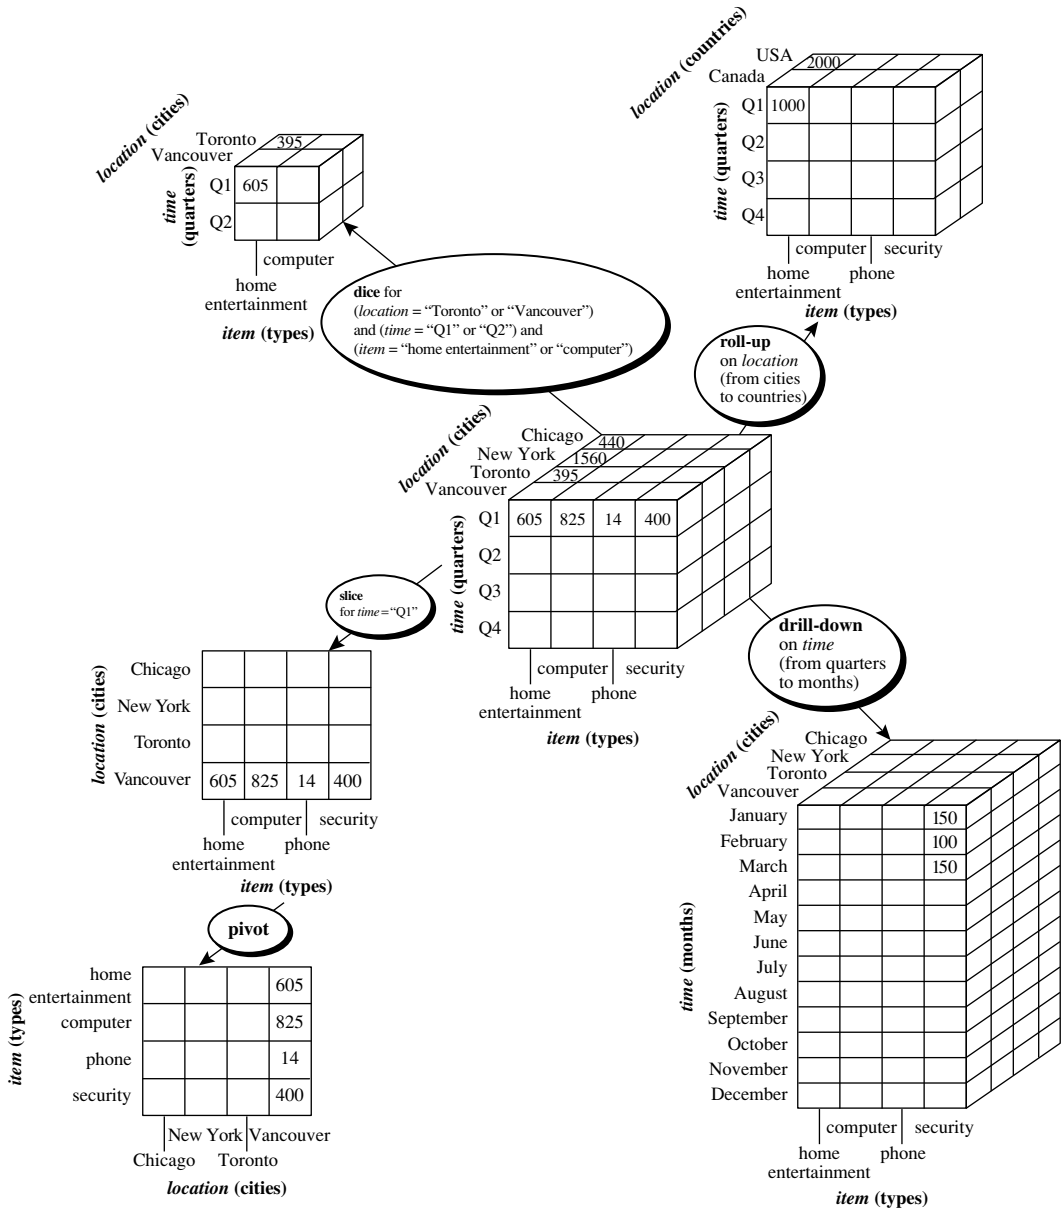 location (countries)
USA
2000
Canada
Q1 1000
Q2
Q3
Q4
time (quarters)
computer security
home phone
entertainment
item (types)
location (cities)
Toronto 395
Vancouver
Q1 605
Q2
time
(quarters)
computer
home
entertainment
item (types)
dice for
(location = “Toronto” or “Vancouver”)
and (time = “Q1” or “Q2”) and
(item = “home entertainment” or “computer”)
roll-up
on location
(from cities
to countries)
location (cities)
Chicago 440
New York 1560
Toronto 395
Vancouver
Q1 605 825 14 400
Q2
Q3
Q4
time (quarters)
computer security
home phone
entertainment
item (types)
slice
for time = “Q1”
drill-down
on time
(from quarters
to months)
location (cities)
Chicago
New York
Toronto
Vancouver 605 825 14 400
computer security
home phone
entertainment
item (types)
pivot
item (types)
home
entertainment 605
computer 825
phone 14
security 400
New York Vancouver
Chicago Toronto
location (cities)
location (cities)
Chicago
New York
Toronto
Vancouver
time (months)
January 150
February 100
March 150
April
May
June
July
August
September
October
November
December
computer security
home phone
entertainment
item (types)